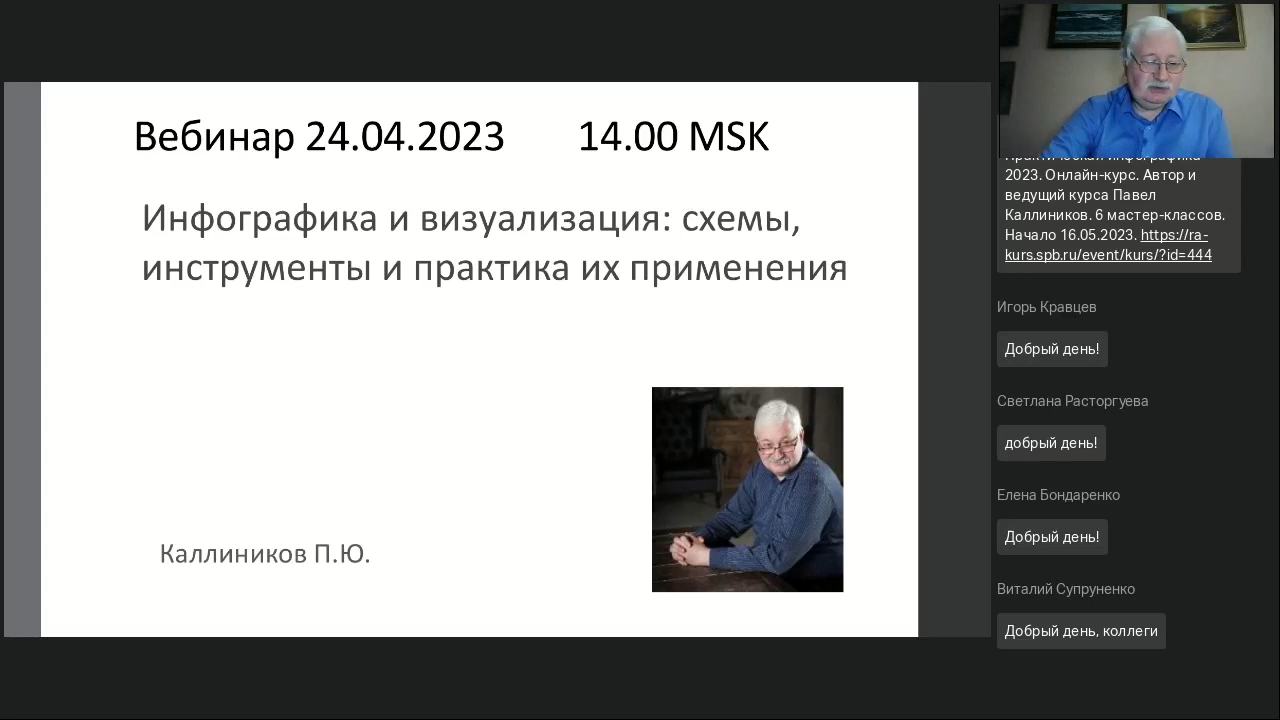 Вебинар 24.04.2023 14.00 MSK
Инфографика и визуализация: схемы,
инструменты и практика их применения
Каллиников П.Ю.
Практическая инфографика
2023. Онлайн-курс. Автор и
ведущий курса Павел
Каллиников. 6 мастер-классов.
Начало 16.05.2023. https://ra-
kurs.spb.ru/event/kurs/?id=444
Игорь Кравцев
Добрый день!
Светлана Расторгуева
добрый день!
Елена Бондаренко
Добрый день!
Виталий Супруненко
Добрый день, коллеги